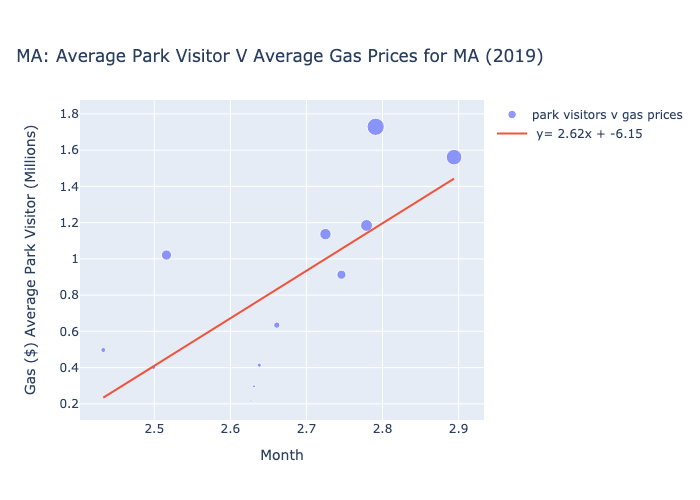 MA: Average Park Visitor V Average Gas Prices for MA (2019)
park visitors v gas prices
y= 2.62x + -6.15
Gas ($) Average Park Visitor (Millions)
1.8
1.6
1.4
1.2
1
0.8
0.6
0.4
0.2
2.5 2.6 2.7 2.8 2.9
Month